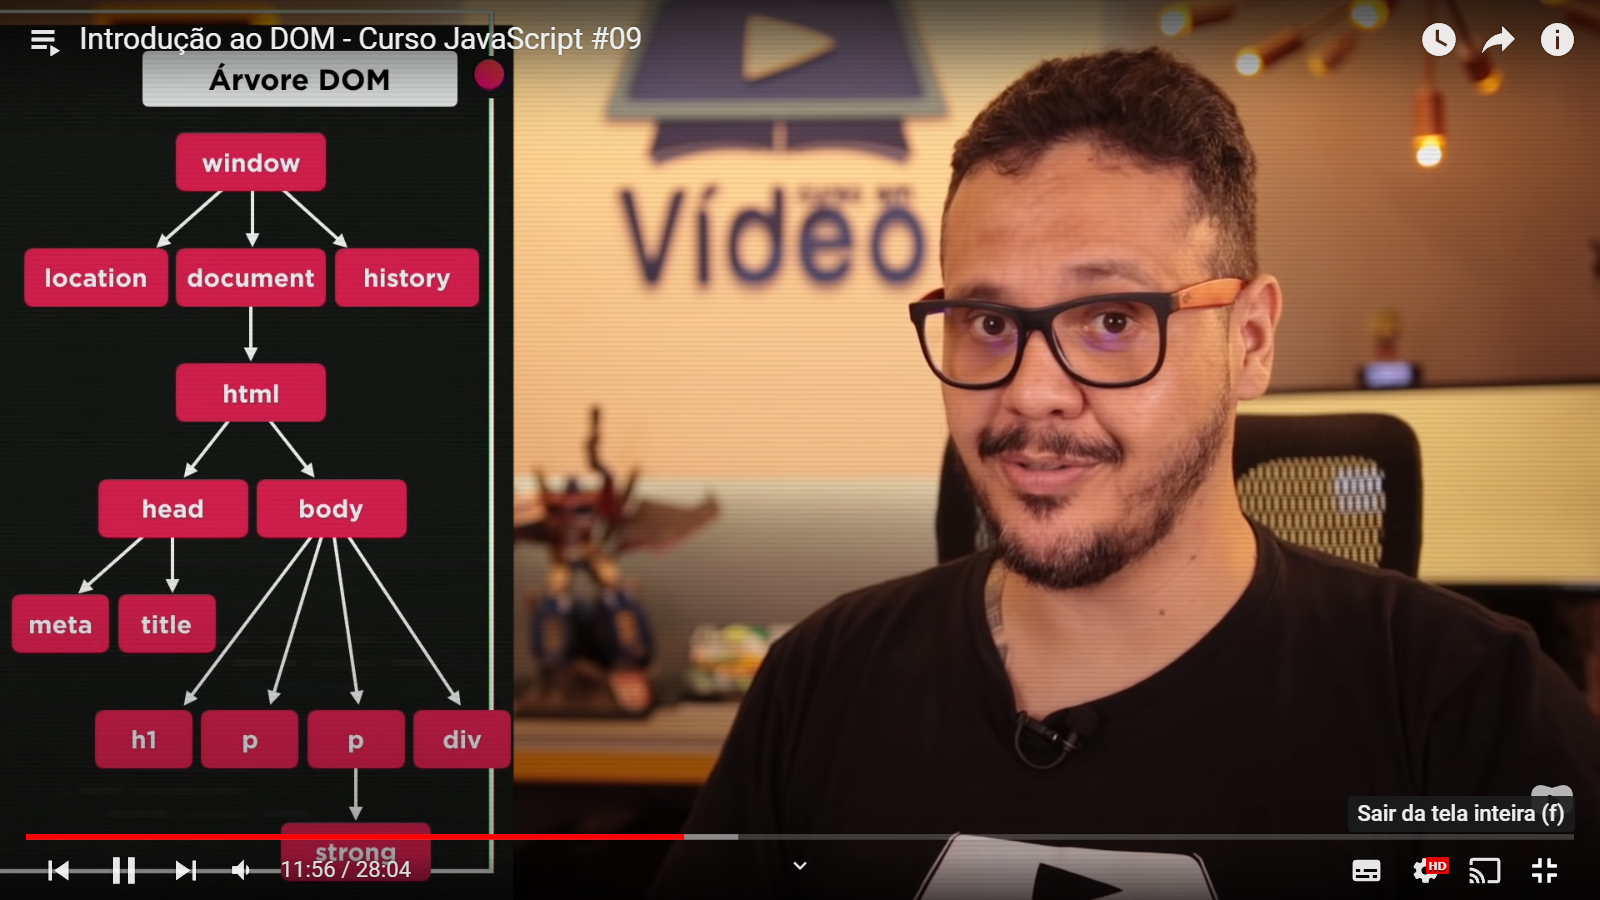 Introdução ao DOM - Curso JavaScript #09
Árvore DOM
window
location document history
html
head body
meta title
h1 p p div
strong
Vídeo
Sair da tela inteira (f)
11:56 / 28:04
HD